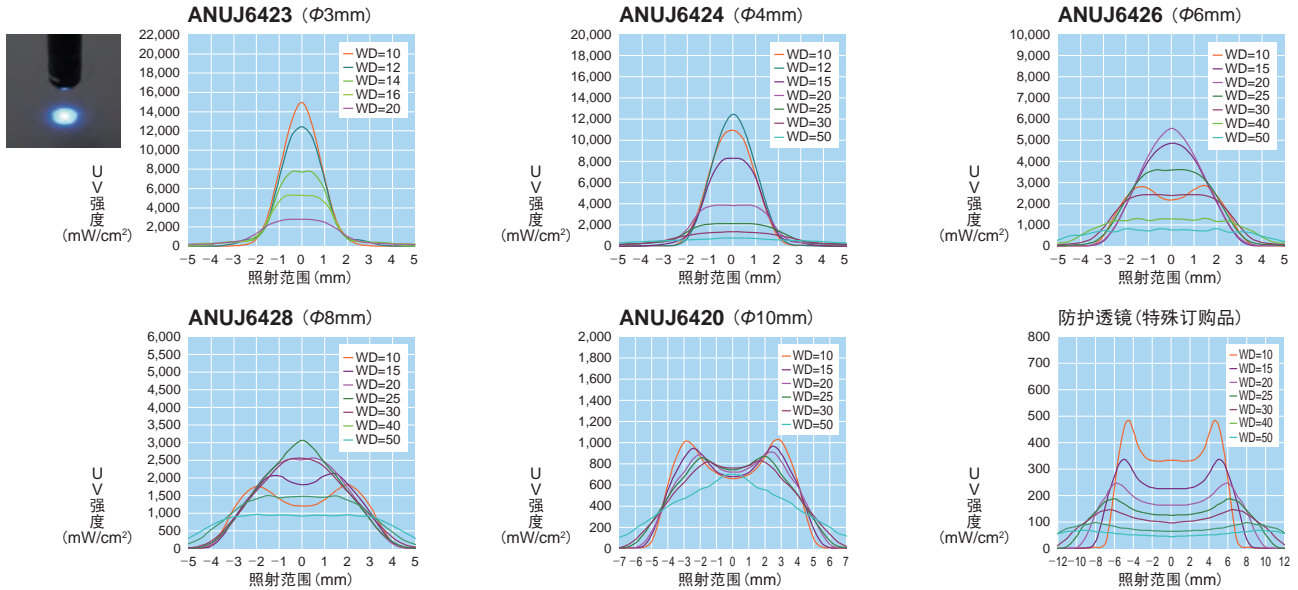 ANUJ6423 (Φ3mm)
22,000
20,000
18,000
16,000
14,000
12,000
10,000
8,000
6,000
4,000
2,000
0
WD=10
WD=12
WD=14
WD=16
WD=20
UV强度
(mW/cm²)
−5 −4 −3 −2 −1 0 1 2 3 4 5
照射范围(mm)
ANUJ6424 (Φ4mm)
20,000
18,000
16,000
14,000
12,000
10,000
8,000
6,000
4,000
2,000
0
WD=10
WD=12
WD=15
WD=20
WD=25
WD=30
WD=50
UV强度
(mW/cm²)
−5 −4 −3 −2 −1 0 1 2 3 4 5
照射范围(mm)
ANUJ6426 (Φ6mm)
10,000
9,000
8,000
7,000
6,000
5,000
4,000
3,000
2,000
1,000
0
WD=10
WD=15
WD=20
WD=25
WD=30
WD=40
WD=50
UV强度
(mW/cm²)
−5 −4 −3 −2 −1 0 1 2 3 4 5
照射范围(mm)
ANUJ6428 (Φ8mm)
6,000
5,500
5,000
4,500
4,000
3,500
3,000
2,500
2,000
1,500
1,000
500
0
WD=10
WD=15
WD=20
WD=25
WD=30
WD=40
WD=50
UV强度
(mW/cm²)
−5 −4 −3 −2 −1 0 1 2 3 4 5
照射范围(mm)
ANUJ6420 (Φ10mm)
2,000
1,800
1,600
1,400
1,200
1,000
800
600
400
200
0
WD=10
WD=15
WD=20
WD=25
WD=30
WD=50
UV强度
(mW/cm²)
−7 −6 −5 −4 −3 −2 −1 0 1 2 3 4 5 6 7
照射范围(mm)
防护透镜(特殊订购品)
800
700
600
500
400
300
200
100
0
WD=10
WD=15
WD=20
WD=25
WD=30
WD=40
WD=50
UV强度
(mW/cm²)
−12 −10 −8 −6 −4 −2 0 2 4 6 8 10 12
照射范围(mm)